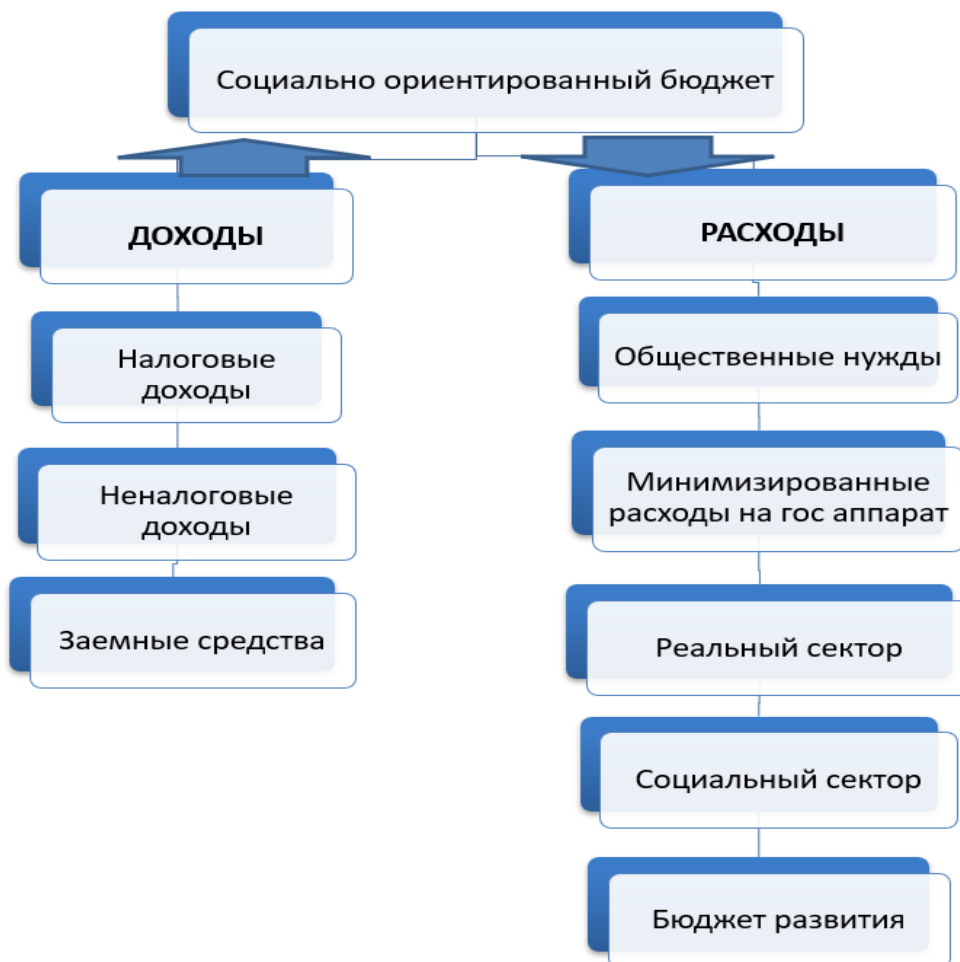 Социально ориентированный бюджет
ДОХОДЫ
Налоговые
доходы
Неналоговые
доходы
Заемные средства
РАСХОДЫ
Общественные нужды
Минимизированные
расходы на гос аппарат
Реальный сектор
Социальный сектор
Бюджет развития